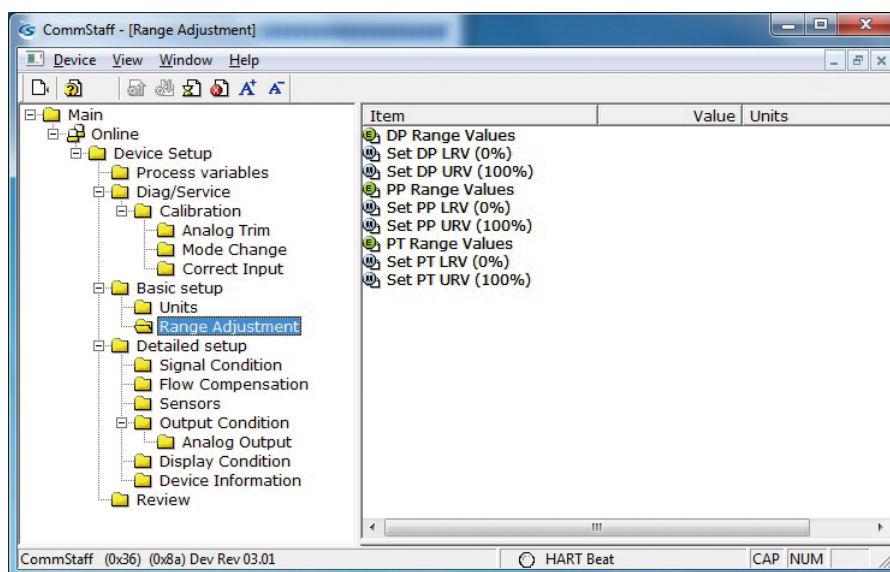 CommStaff - [Range Adjustment]
Device View Window Help
Main
Online
Device Setup
Process variables
Diag/Service
Calibration
Analog Trim
Mode Change
Correct Input
Basic setup
Units
Range Adjustment
Detailed setup
Signal Condition
Flow Compensation
Sensors
Output Condition
Analog Output
Display Condition
Device Information
Review
Item Value Units
DP Range Values
Set DP LRV (0%)
Set DP URV (100%)
PP Range Values
Set PP LRV (0%)
Set PP URV (100%)
PT Range Values
Set PT LRV (0%)
Set PT URV (100%)
CommStaff (0x36) (0x8a) Dev Rev 03.01 HART Beat CAP NUM